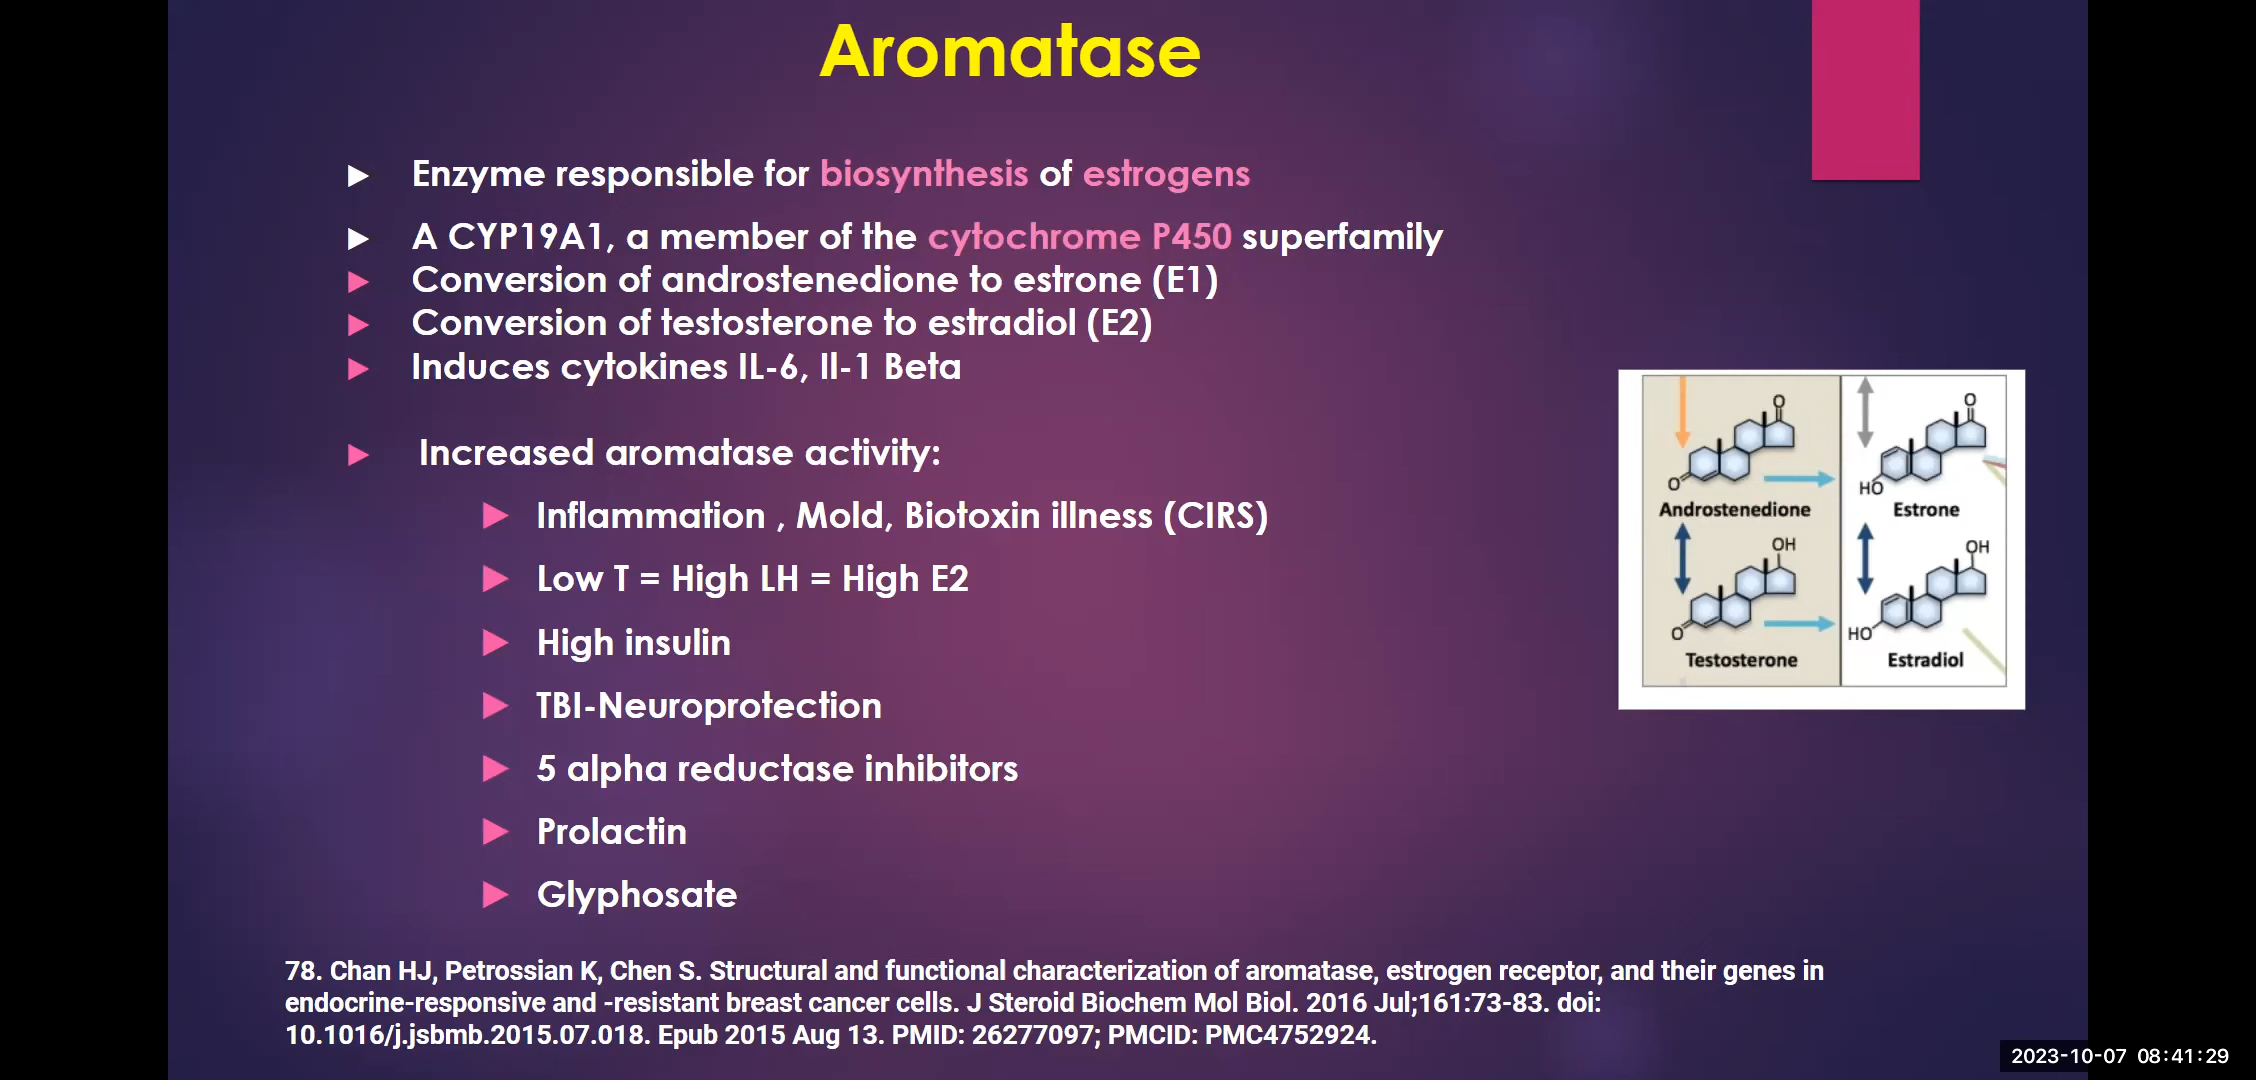 Aromatase
Enzyme responsible for biosynthesis of estrogens
A CYP19A1, a member of the cytochrome P450 superfamily
Conversion of androstenedione to estrone (E1)
Conversion of testosterone to estradiol (E2)
Induces cytokines IL-6, Il-1 Beta
Increased aromatase activity:
Inflammation , Mold, Biotoxin illness (CIRS)
Low T = High LH = High E2
High insulin
TBI-Neuroprotection
5 alpha reductase inhibitors
Prolactin
Glyphosate
O
O
O
HO
Androstenedione
Estrone
OH
OH
O
HO
Testosterone
Estradiol
78. Chan HJ, Petrossian K, Chen S. Structural and functional characterization of aromatase, estrogen receptor, and their genes in
endocrine-responsive and -resistant breast cancer cells. J Steroid Biochem Mol Biol. 2016 Jul;161:73-83. doi:
10.1016/j.jsbmb.2015.07.018. Epub 2015 Aug 13. PMID: 26277097; PMCID: PMC4752924.
2023-10-07 08:41:29